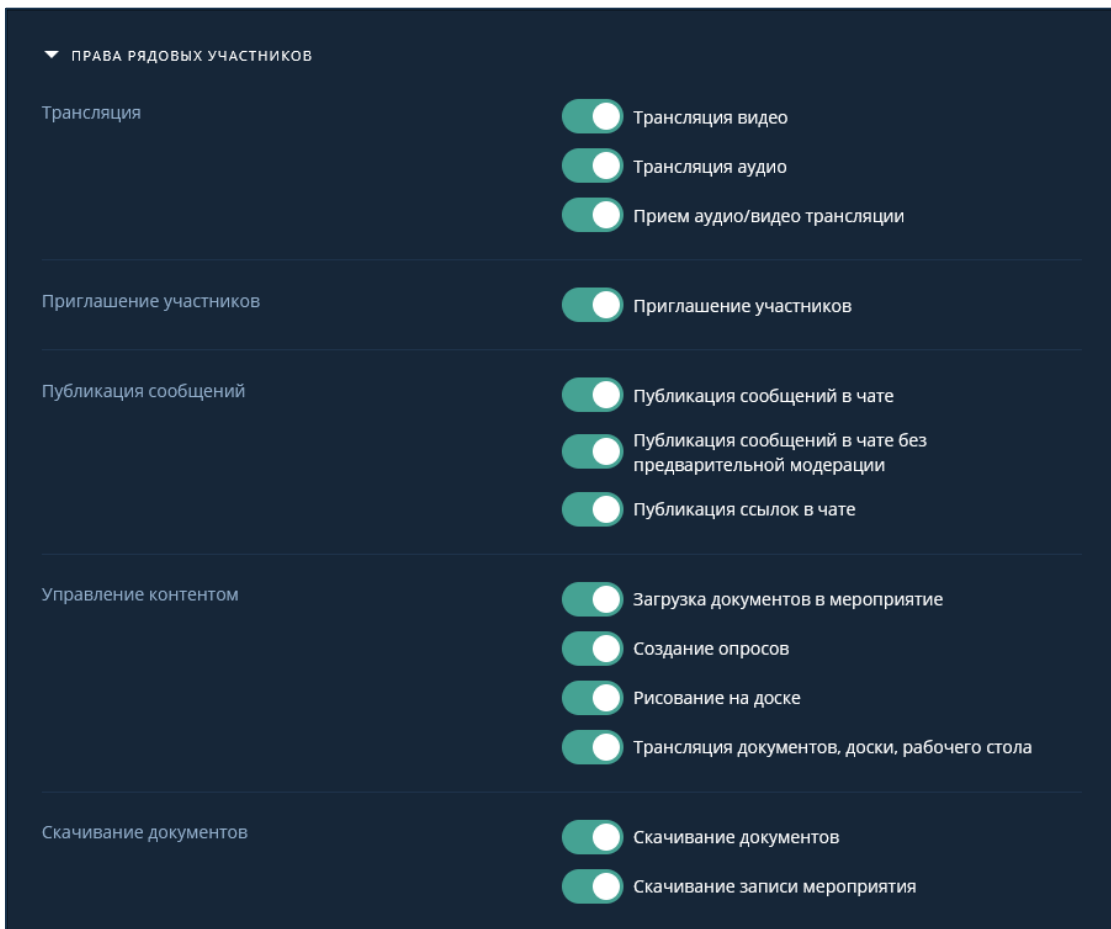 ПРАВА РЯДОВЫХ УЧАСТНИКОВ
Трансляция
Трансляция видео
Трансляция аудио
Прием аудио/видео трансляции
Приглашение участников
Приглашение участников
Публикация сообщений
Публикация сообщений в чате
Публикация сообщений в чате без
предварительной модерации
Публикация ссылок в чате
Управление контентом
Загрузка документов в мероприятие
Создание опросов
Рисование на доске
Трансляция документов, доски, рабочего стола
Скачивание документов
Скачивание документов
Скачивание записи мероприятия